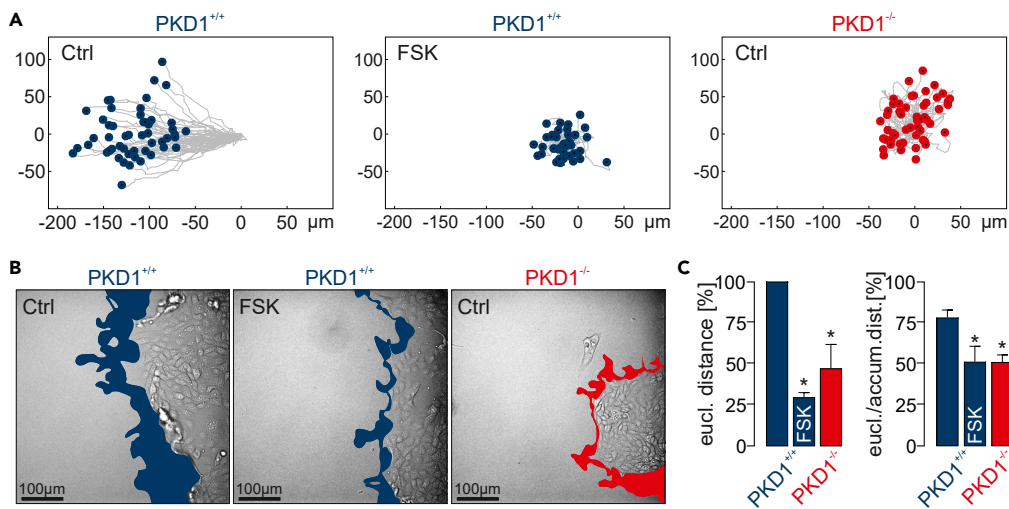 A
PKD1+/+
PKD1+/+
PKD1-/-
Ctrl
FSK
Ctrl
100
50
0
-50
100
50
0
-50
100
50
0
-50
-200 -150 -100 -50 0 50 µm
-200 -150 -100 -50 0 50 µm
-200 -150 -100 -50 0 50 µm
B
PKD1+/+
PKD1+/+
PKD1-/-
Ctrl
FSK
Ctrl
100µm
100µm
100µm
C
eucl. distance [%]
100
75
50
25
0
*
*
FSK
PKD1+/+
PKD1-/-
eucl./accum.dist.[%]
100
75
50
25
0
*
*
FSK
PKD1+/+
PKD1-/-